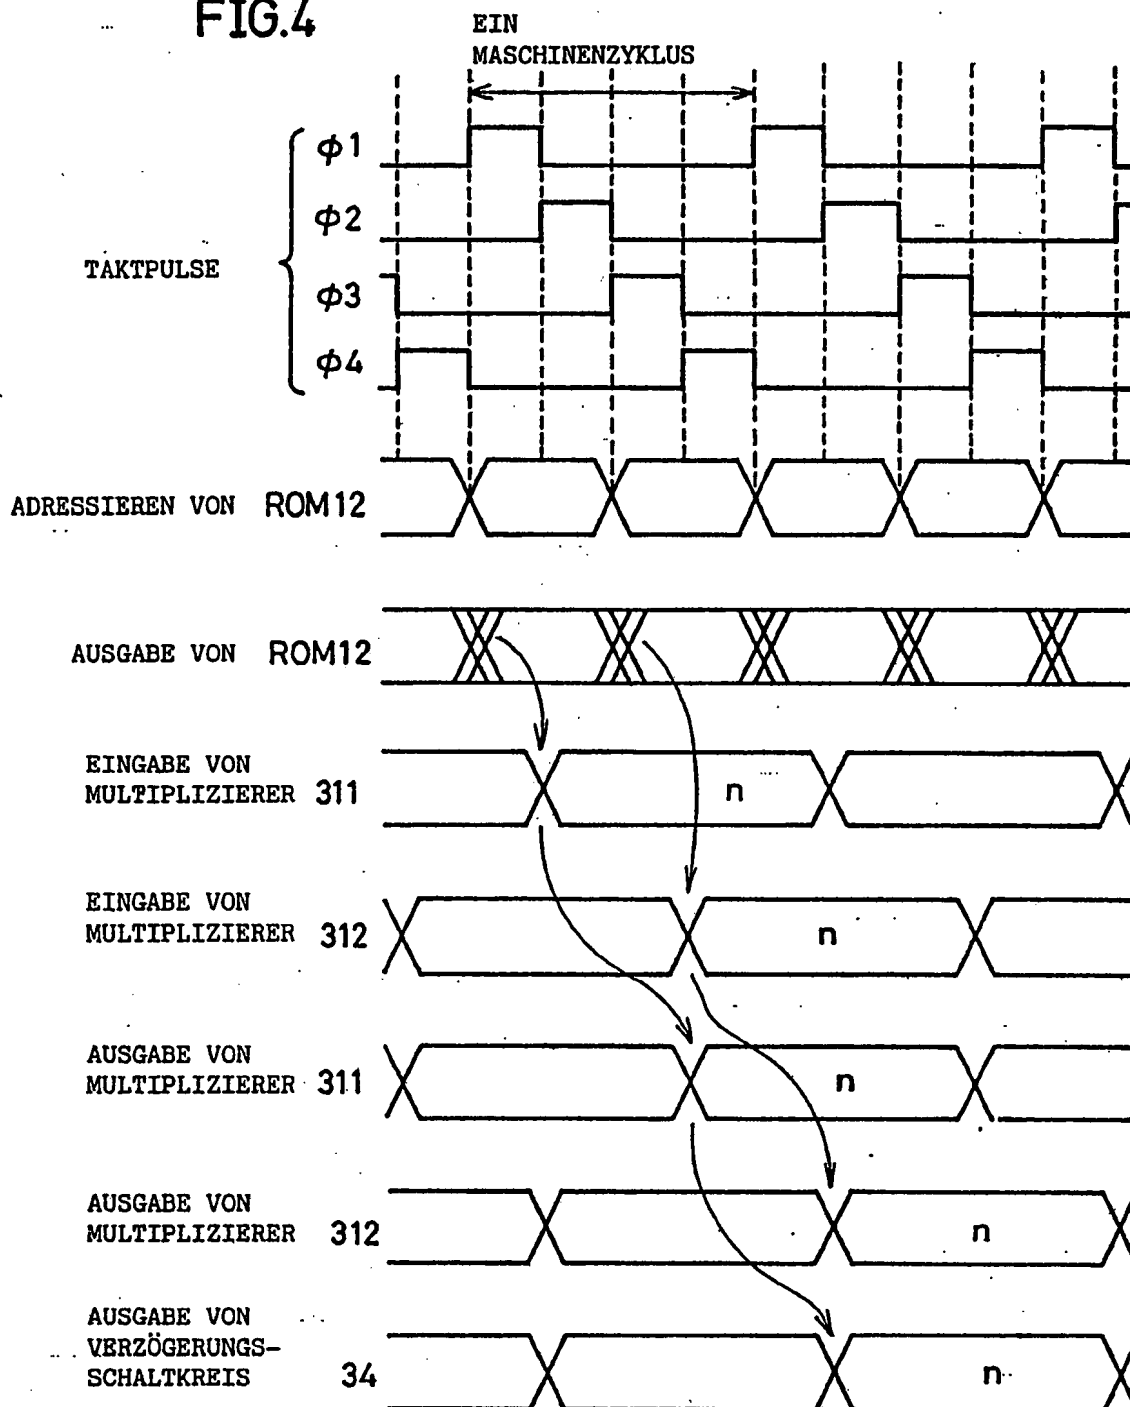 FIG.4
EIN
MASCHINENZYKLUS
TAKTPULSE
ϕ1
ϕ2
ϕ3
ϕ4
ADRESSIEREN VON ROM12
AUSGABE VON ROM12
EINGABE VON
MULTIPLIZIERER 311
n
EINGABE VON
MULTIPLIZIERER 312
n
AUSGABE VON
MULTIPLIZIERER 311
n
AUSGABE VON
MULTIPLIZIERER 312
n
AUSGABE VON
VERZÖGERUNGS-
SCHALTKREIS 34
n